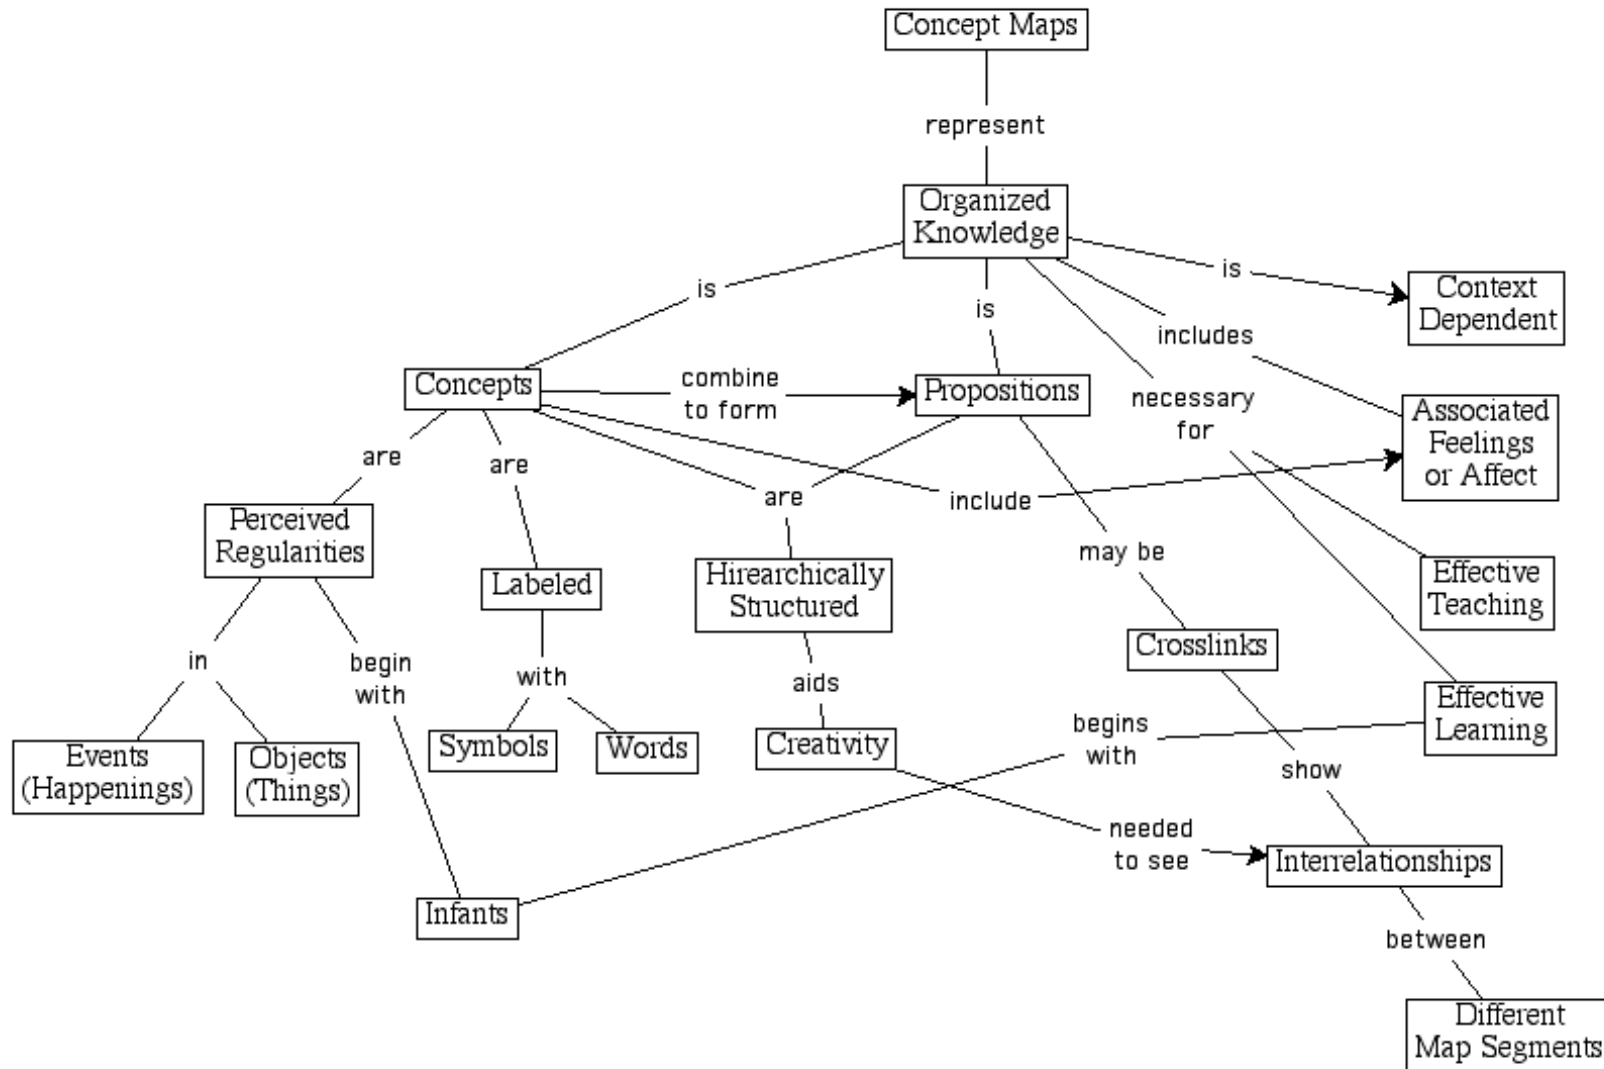 Concept Maps
represent
Organized
Knowledge
is
is
is
Context
Dependent
includes
Concepts
combine
to form
Propositions
necessary
for
Associated
Feelings
or Affect
are
are
are
include
Perceived
Regularities
may be
Labeled
Hirearchically
Structured
Effective
Teaching
Crosslinks
in
begin
with
with
aids
Effective
Learning
begins
with
Events
(Happenings)
Objects
(Things)
Symbols
Words
Creativity
show
needed
to see
Interrelationships
Infants
between
Different
Map Segments